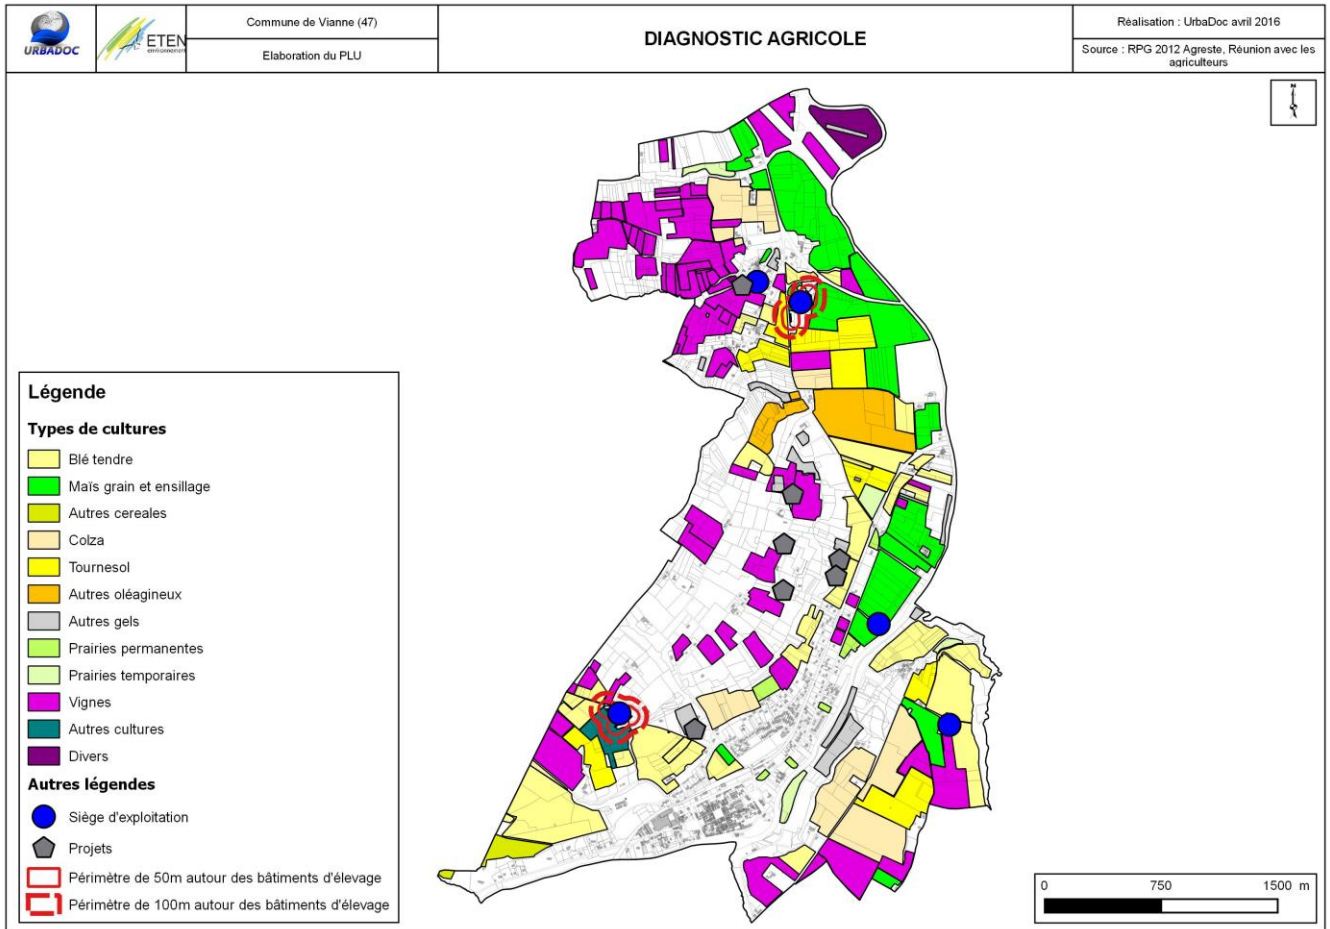 URBADOC
ETEN
environnement
Commune de Vianne (47)
Elaboration du PLU
DIAGNOSTIC AGRICOLE
Réalisation : UrbaDoc avril 2016
Source : RPG 2012 Agreste, Réunion avec les
agriculteurs
N
Légende
Types de cultures
Blé tendre
Maïs grain et ensillage
Autres cereales
Colza
Tournesol
Autres oléagineux
Autres gels
Prairies permanentes
Prairies temporaires
Vignes
Autres cultures
Divers
Autres légendes
Siège d'exploitation
Projets
Périmètre de 50m autour des bâtiments d'élevage
Périmètre de 100m autour des bâtiments d'élevage
0 750 1500 m